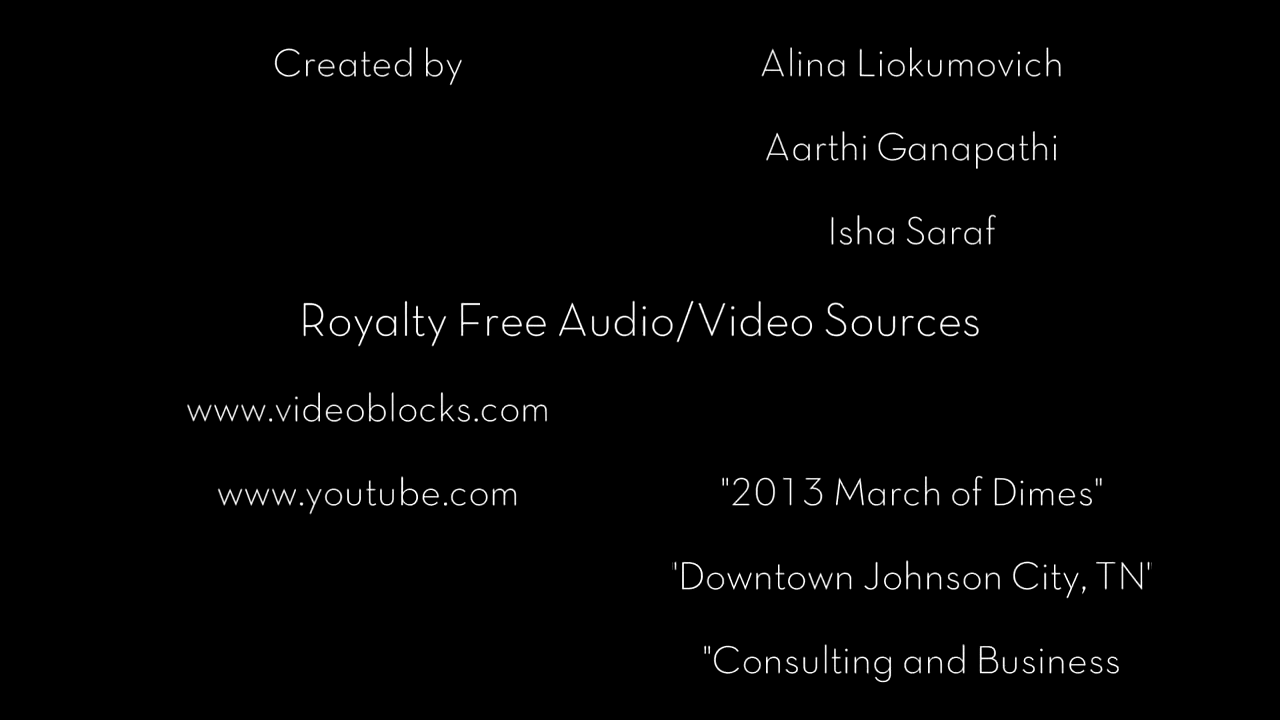 Created by Alina Liokumovich
Aarthi Ganapathi
Isha Saraf
Royalty Free Audio/Video Sources
www.videoblocks.com
www.youtube.com "2013 March of Dimes"
'Downtown Johnson City, TN'
"Consulting and Business